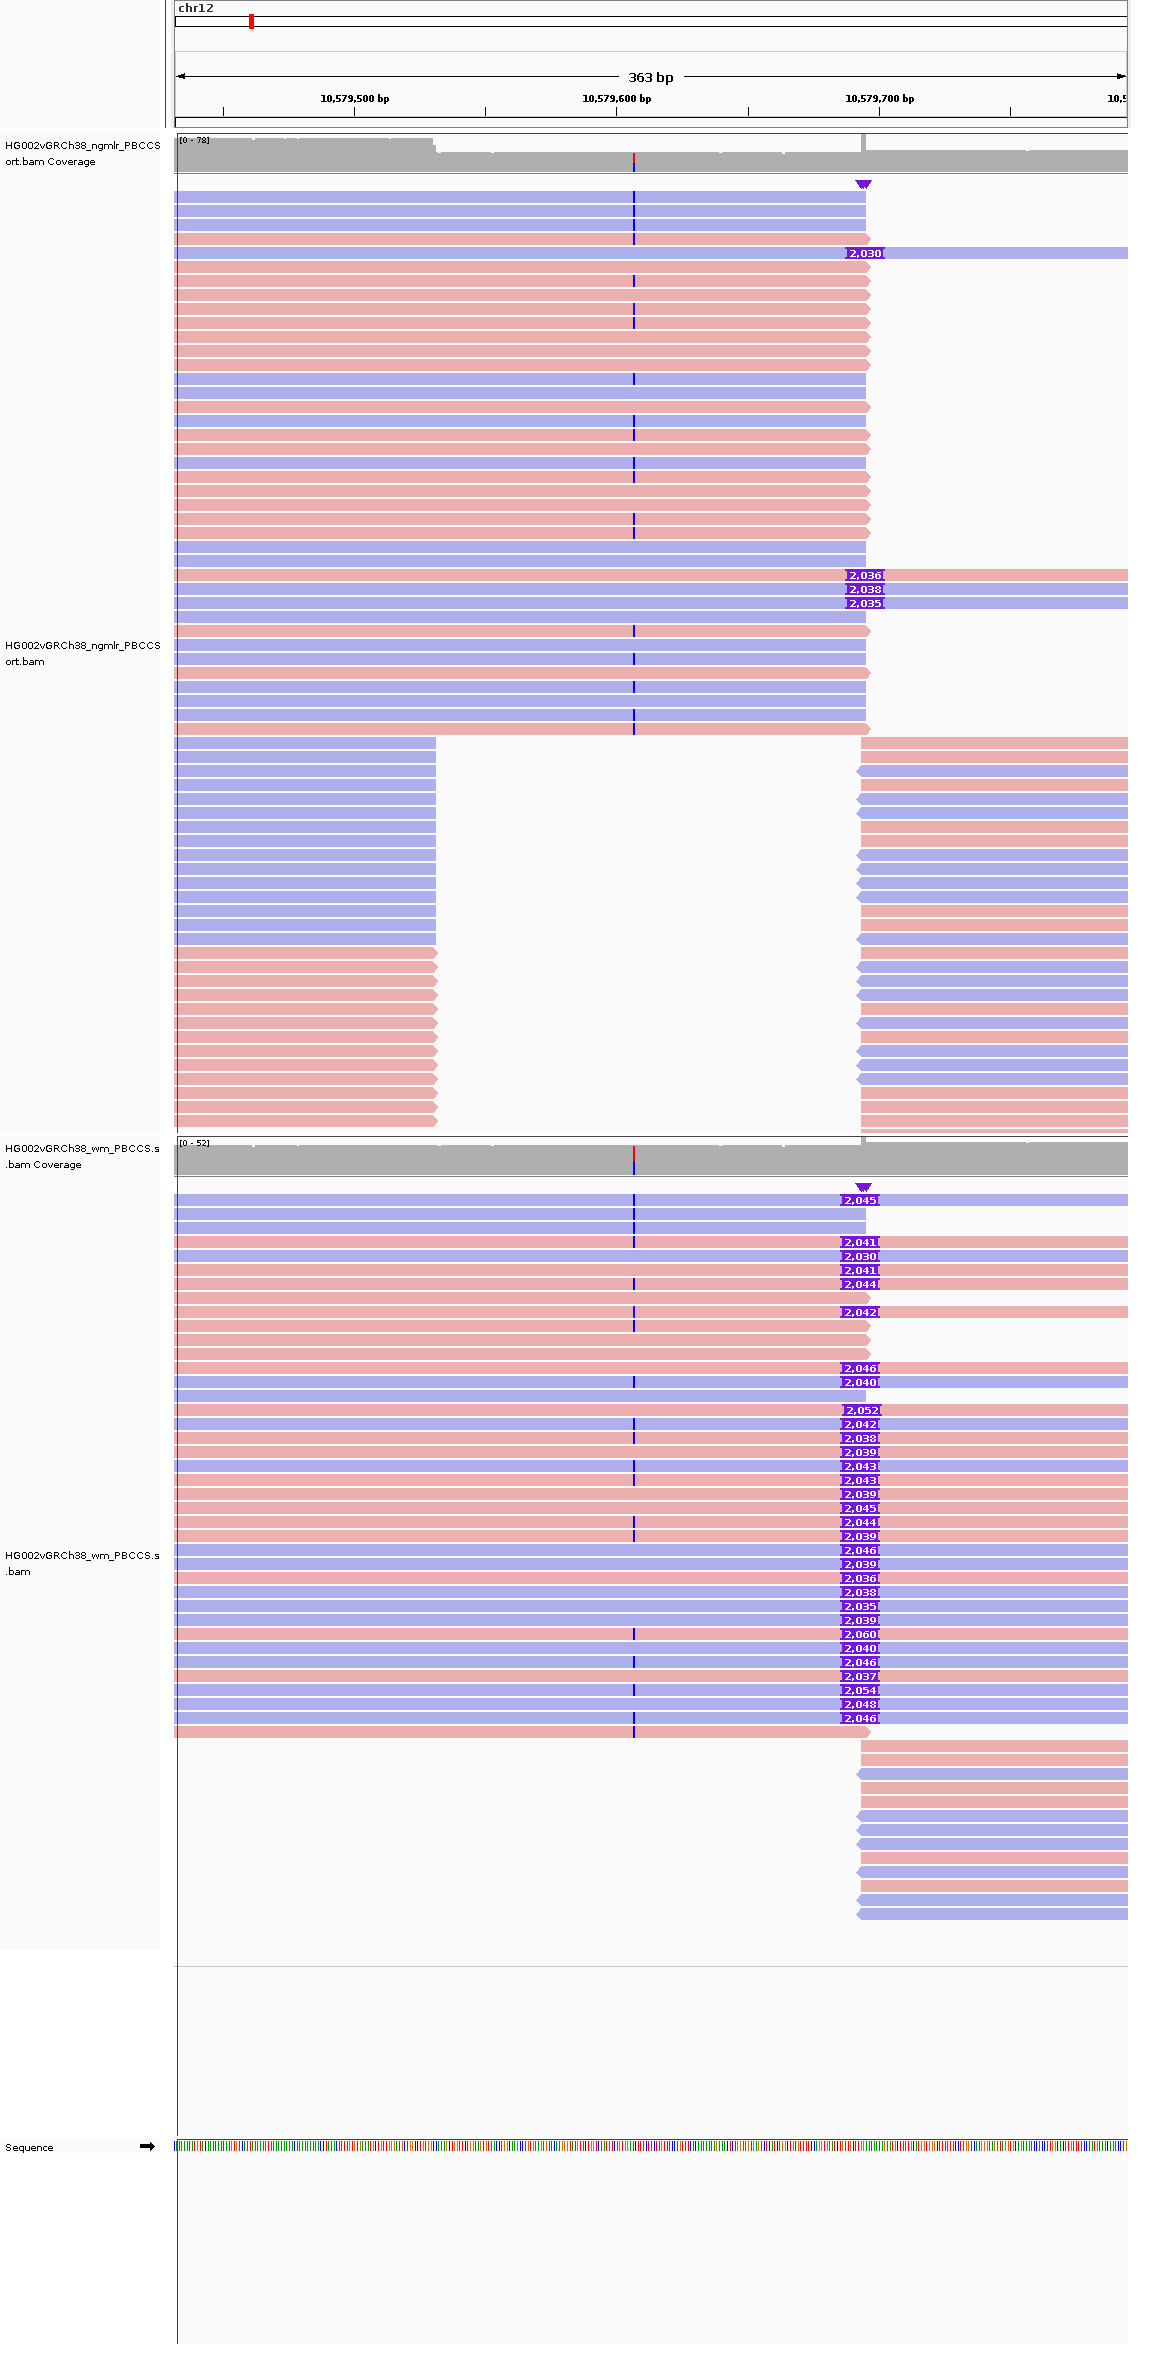 chr12
363 bp
10,579,500 bp 10,579,600 bp 10,579,700 bp 10,5
HG002vGRCh38_ngmlr_PBCCS
ort.bam Coverage
[0 - 78]
2,030
2,036
2,038
2,035
HG002vGRCh38_ngmlr_PBCCS
ort.bam
HG002vGRCh38_wm_PBCCS.s
.bam Coverage
[0 - 52]
2,045
2,041
2,030
2,041
2,044
2,042
2,046
2,040
2,052
2,042
2,038
2,039
2,043
2,043
2,039
2,045
2,044
2,039
2,046
2,039
HG002vGRCh38_wm_PBCCS.s
.bam
2,036
2,038
2,035
2,039
2,060
2,040
2,046
2,037
2,054
2,048
2,046
Sequence